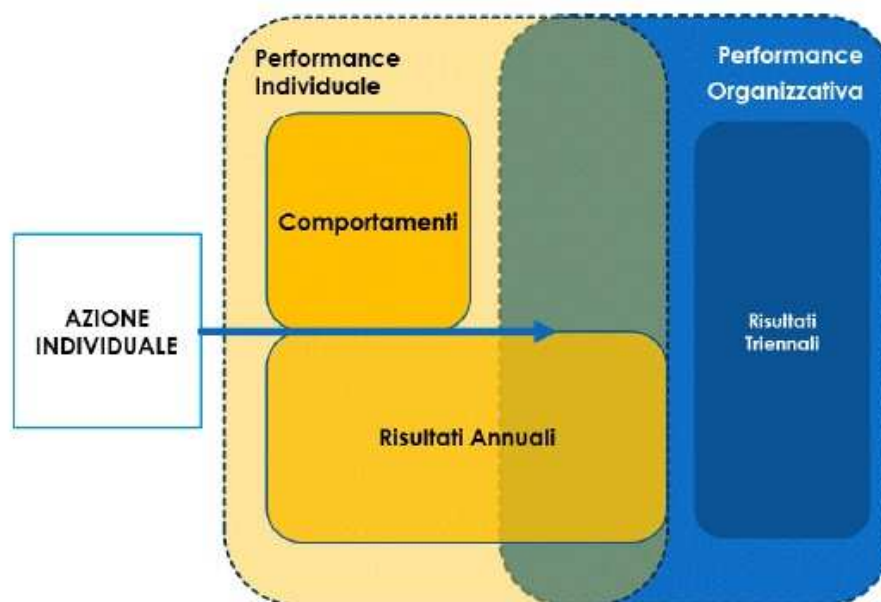 Performance
Individuale
Performance
Organizzativa
Comportamenti
AZIONE
INDIVIDUALE
Risultati
Triennali
Risultati Annuali